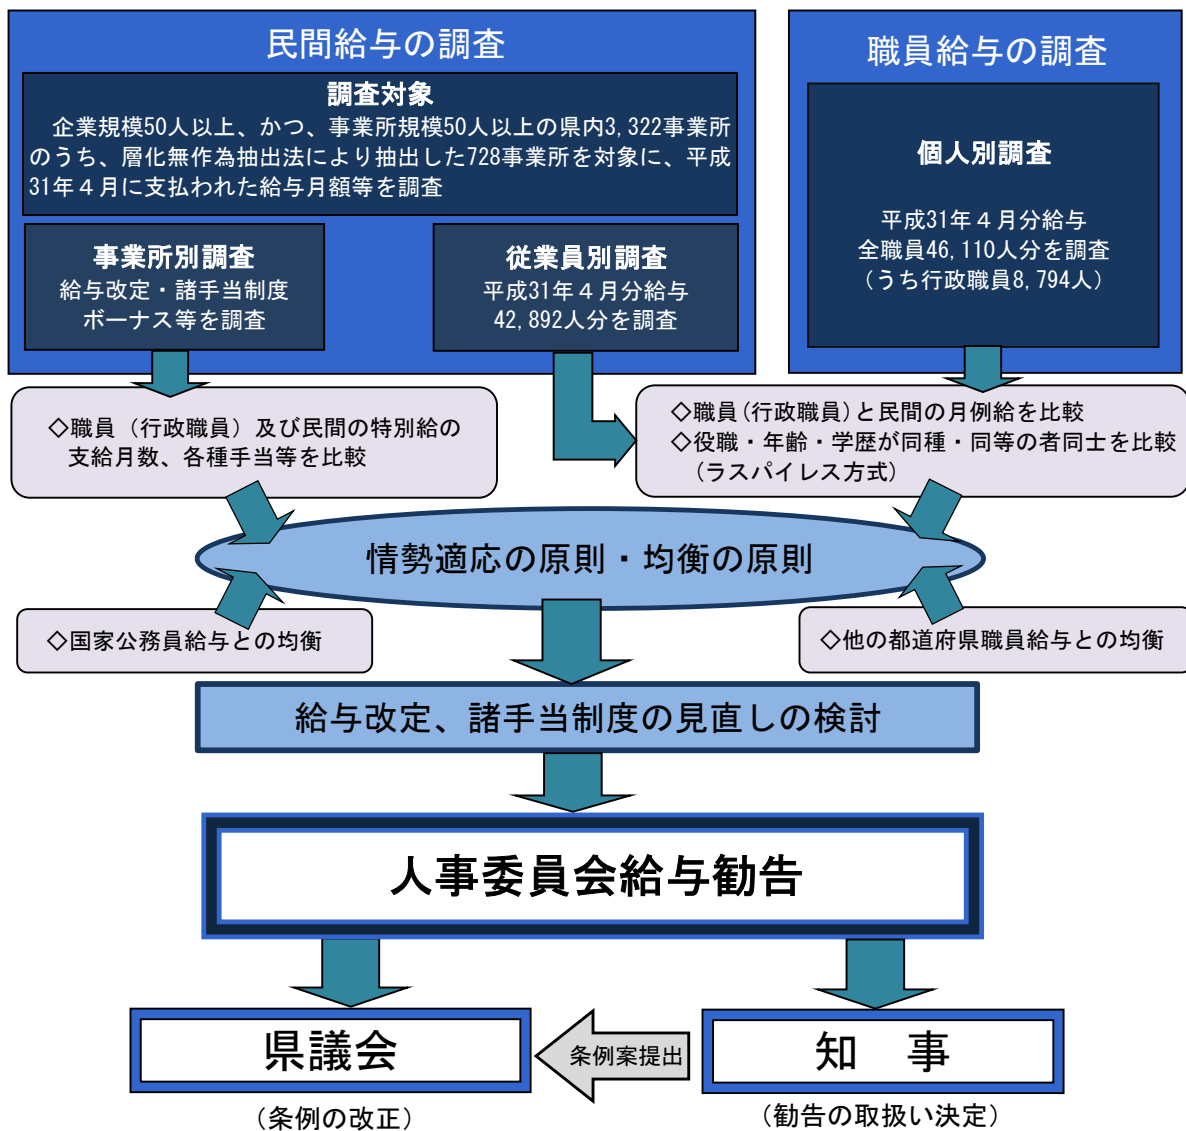 民間給与の調査
調査対象
企業規模50人以上、かつ、事業所規模50人以上の県内3,322事業所
のうち、層化無作為抽出法により抽出した728事業所を対象に、平成
31年４月に支払われた給与月額等を調査
事業所別調査
給与改定・諸手当制度
ボーナス等を調査
従業員別調査
平成31年４月分給与
42,892人分を調査
職員給与の調査
個人別調査
平成31年４月分給与
全職員46,110人分を調査
（うち行政職員8,794人）
◇職員（行政職員）及び民間の特別給の
支給月数、各種手当等を比較
◇職員(行政職員)と民間の月例給を比較
◇役職・年齢・学歴が同種・同等の者同士を比較
（ラスパイレス方式）
情勢適応の原則・均衡の原則
◇国家公務員給与との均衡
◇他の都道府県職員給与との均衡
給与改定、諸手当制度の見直しの検討
人事委員会給与勧告
県議会
条例案提出
知　事
（条例の改正）
（勧告の取扱い決定）